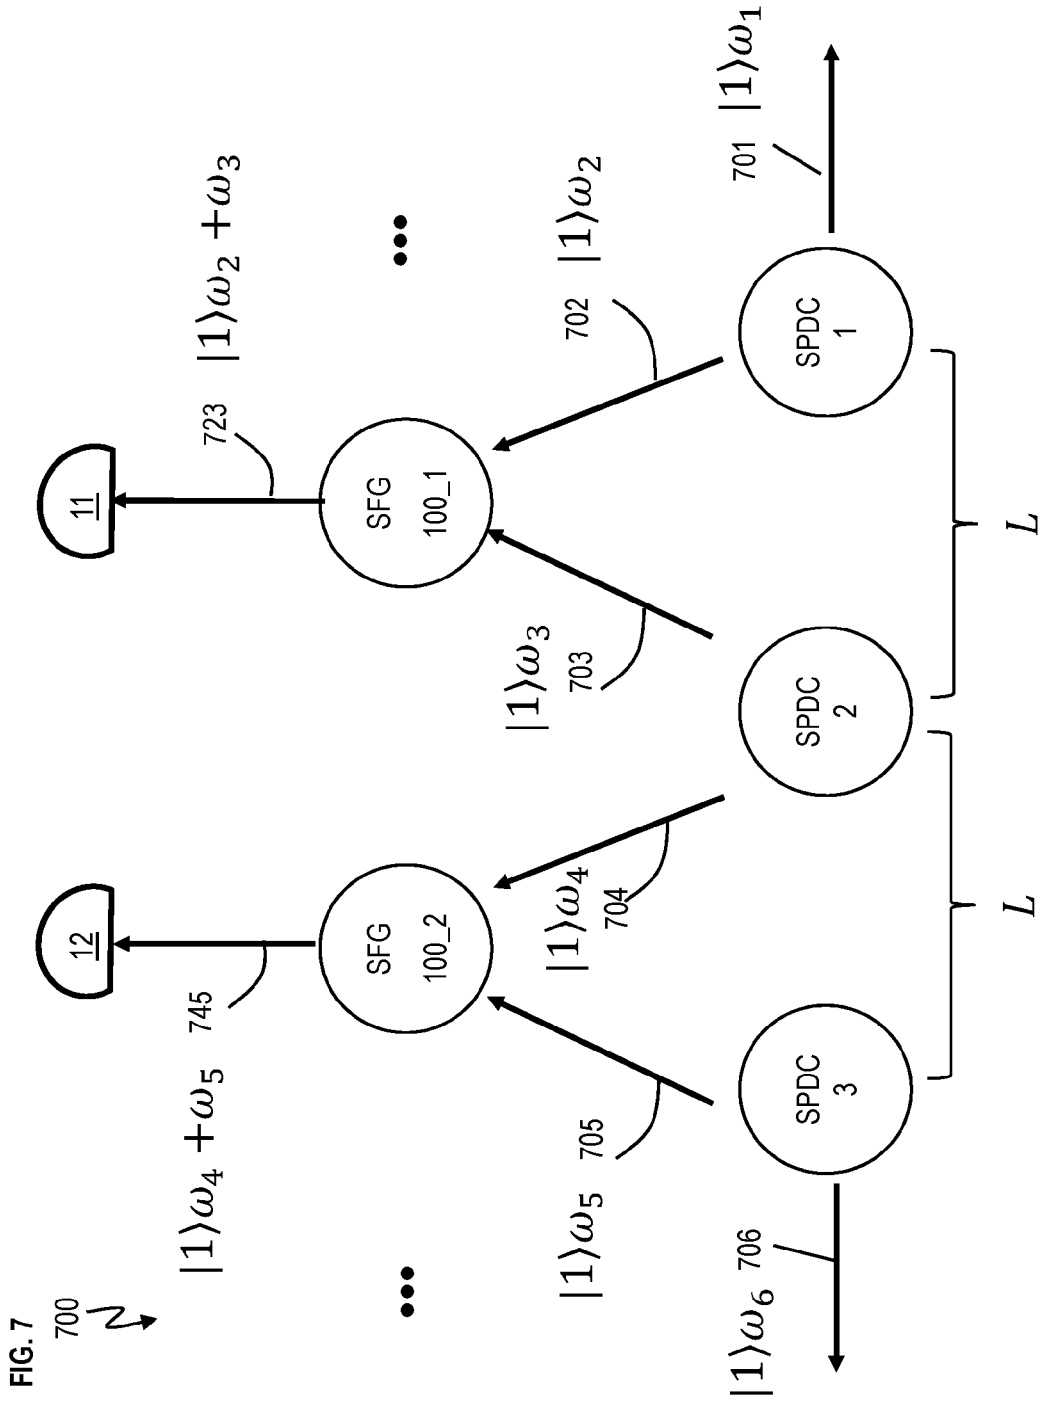 FIG. 7
700
12
11
|1⟩ω₄ +ω₅
745
723
|1⟩ω₂ +ω₃
•••
SFG
100_2
SFG
100_1
•••
|1⟩ω₅
705
|1⟩ω₄
704
|1⟩ω₃
703
702
|1⟩ω₂
|1⟩ω₆
706
SPDC
3
SPDC
2
SPDC
1
701
|1⟩ω₁
L
L